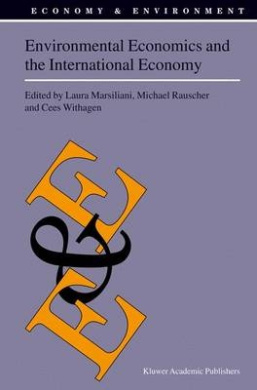 ECONOMY & ENVIRONMENT
Environmental Economics and
the International Economy
Edited by Laura Marsiliani, Michael Rauscher
and Cees Withagen
E&E
Kluwer Academic Publishers